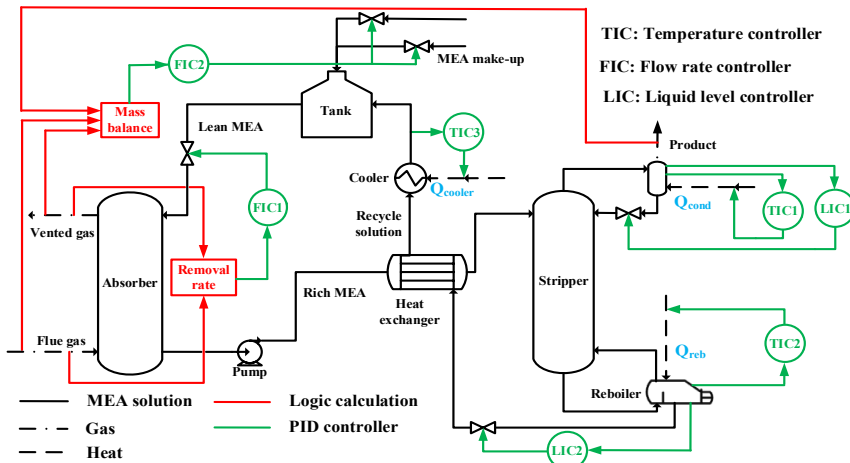 TIC: Temperature controller
FIC: Flow rate controller
LIC: Liquid level controller
FIC2
MEA make-up
Mass
balance
Tank
Lean MEA
TIC3
Product
Cooler
Qcooler
Qcond
TIC1
LIC1
FIC1
Vented gas
Recycle
solution
Absorber
Removal
rate
Rich MEA
Heat
exchanger
Stripper
Flue gas
Pump
Qreb
TIC2
Reboiler
LIC2
MEA solution
Logic calculation
Gas
PID controller
Heat